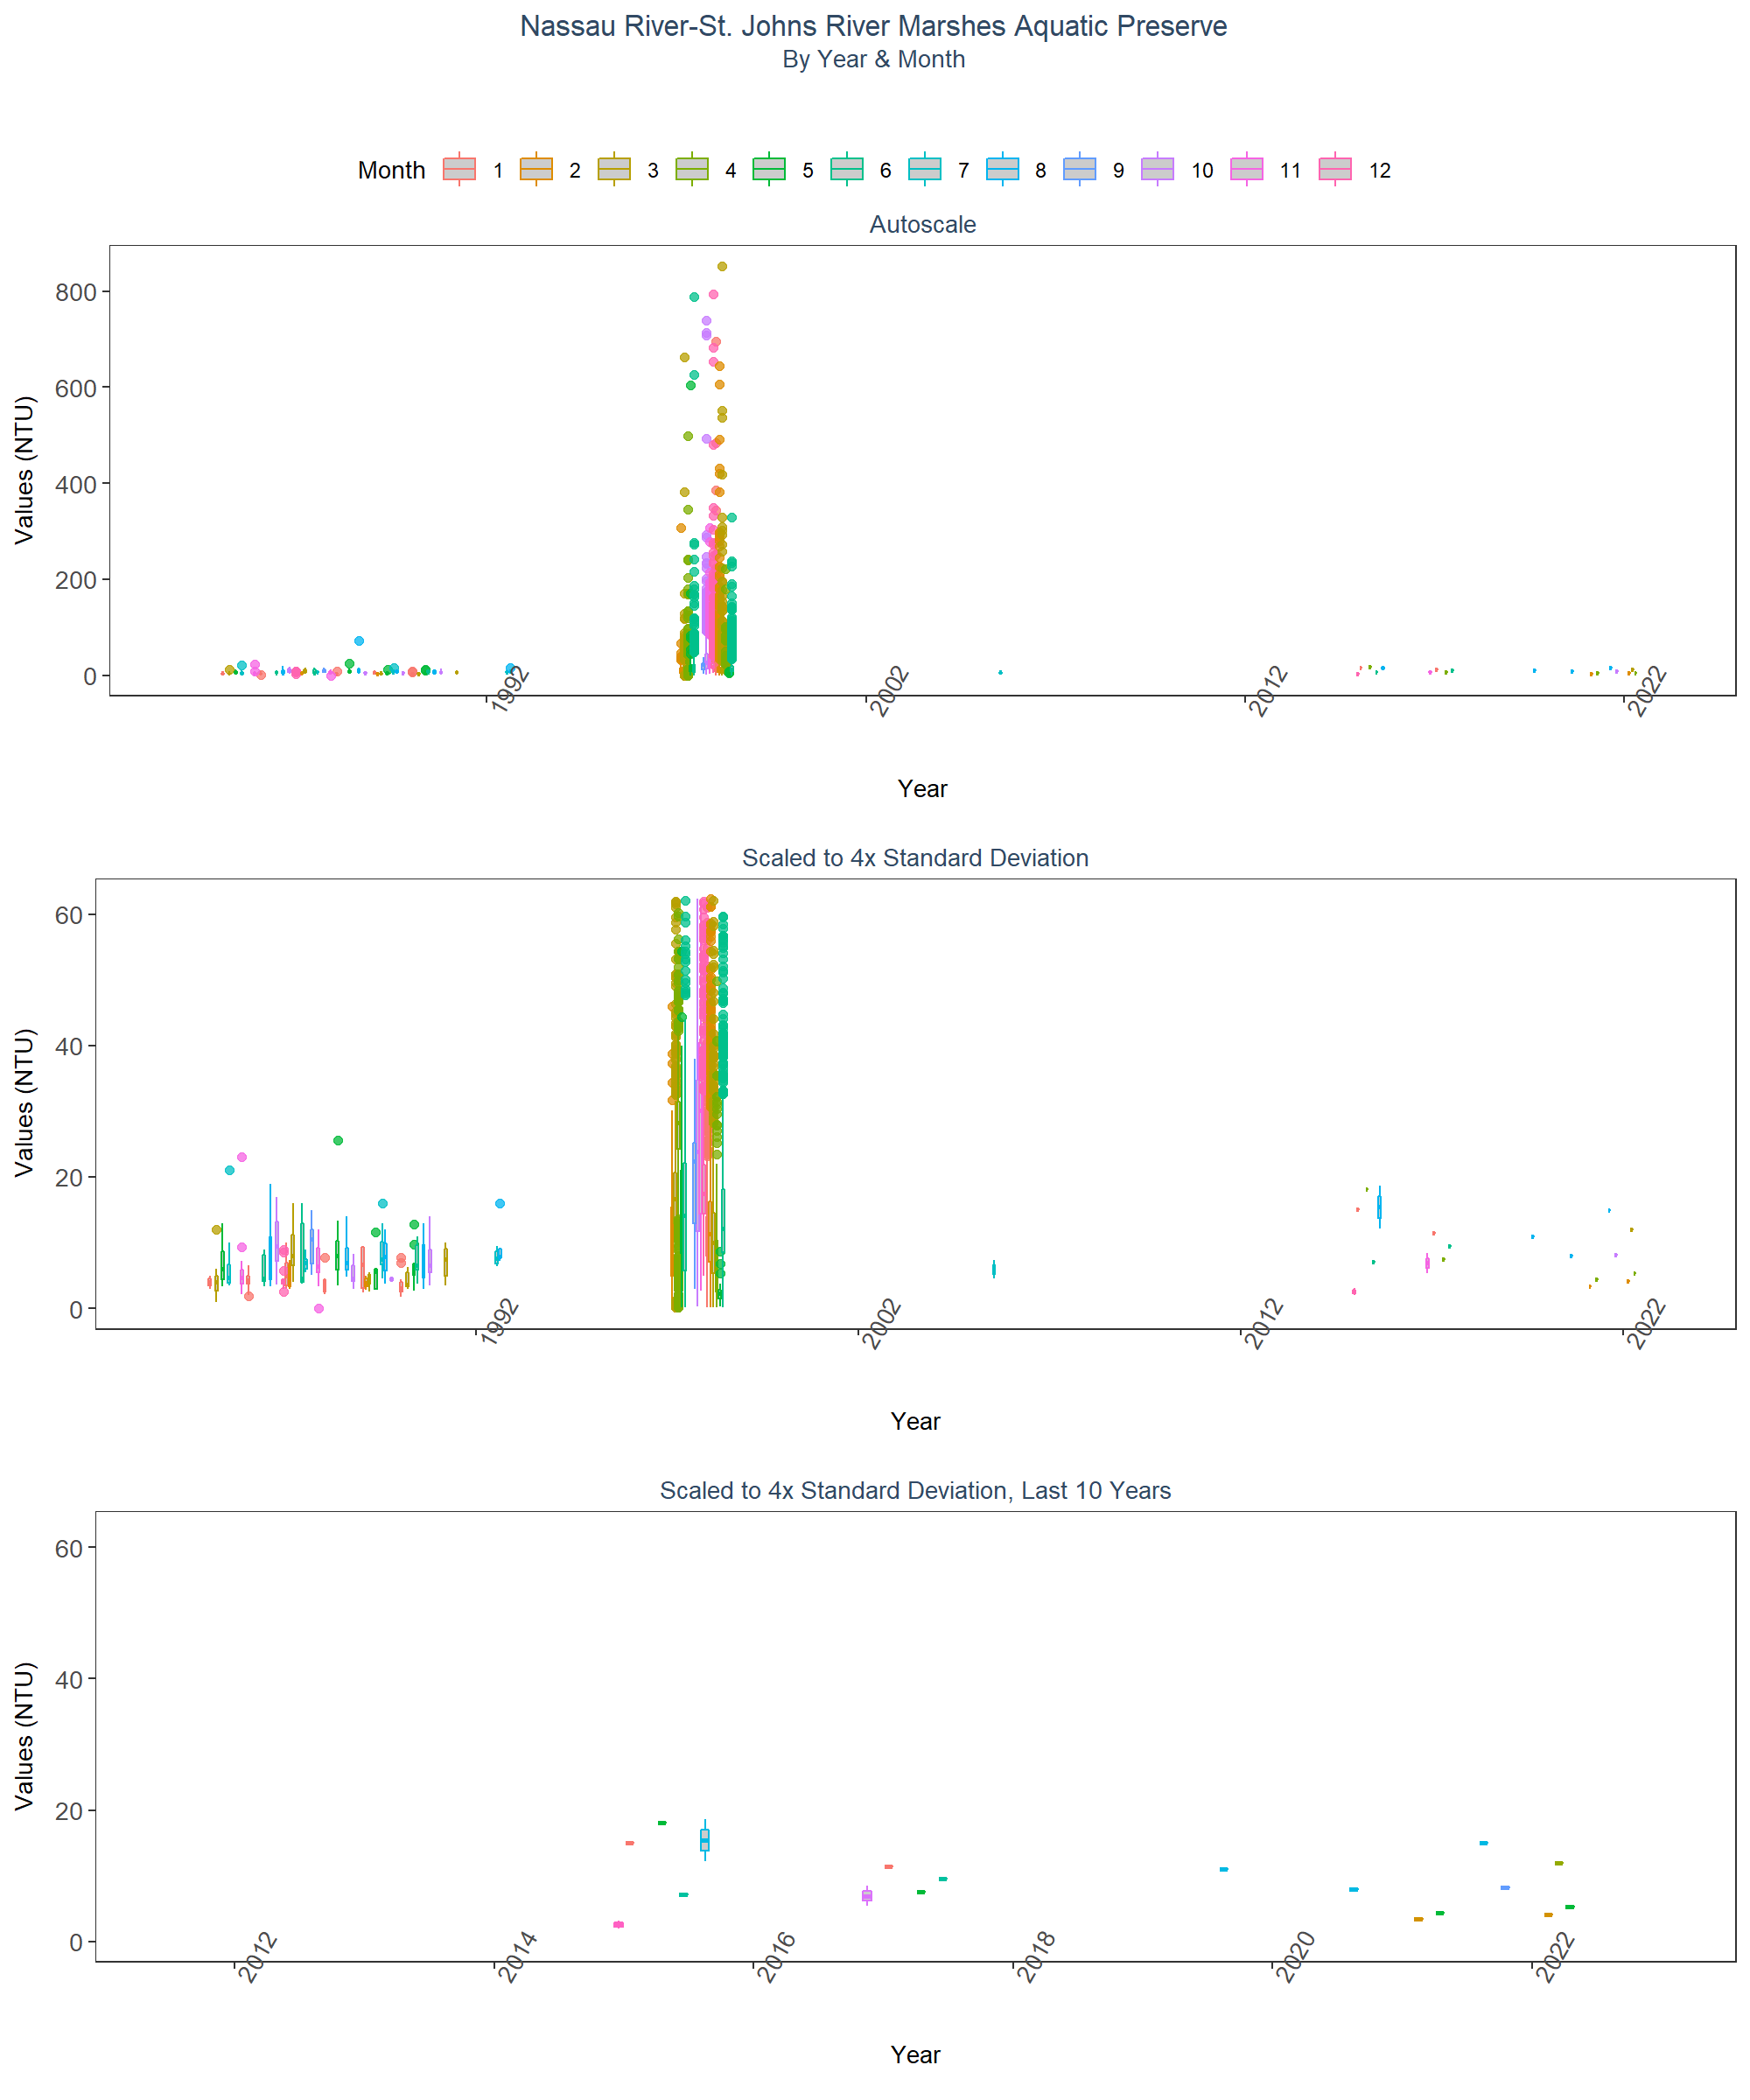 Nassau River-St. Johns River Marshes Aquatic Preserve
By Year & Month
Month 1 2 3 4 5 6 7 8 9 10 11 12
Autoscale
Values (NTU)
800
600
400
200
0
1992 2002 2012 2022
Year
Scaled to 4x Standard Deviation
Values (NTU)
60
40
20
0
1992 2002 2012 2022
Year
Scaled to 4x Standard Deviation, Last 10 Years
Values (NTU)
60
40
20
0
2012 2014 2016 2018 2020 2022
Year